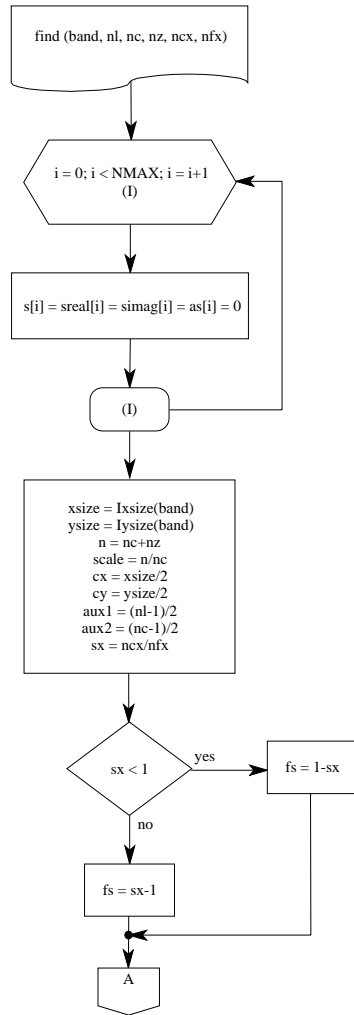 find (band, nl, nc, nz, ncx, nfx)
i = 0; i < NMAX; i = i+1
(I)
s[i] = sreal[i] = simag[i] = as[i] = 0
(I)
xsize = Ixsize(band)
ysize = Iysize(band)
n = nc+nz
scale = n/nc
cx = xsize/2
cy = ysize/2
aux1 = (nl-1)/2
aux2 = (nc-1)/2
sx = ncx/nfx
sx < 1
yes
fs = 1-sx
no
fs = sx-1
A